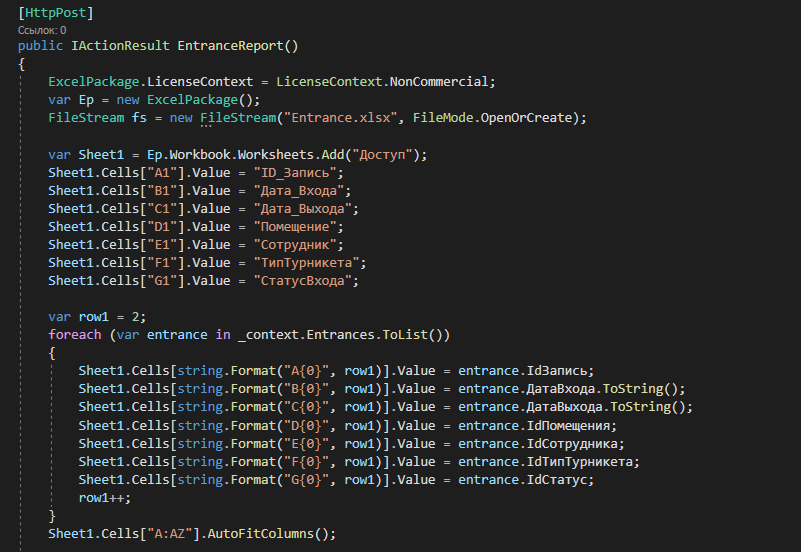 [HttpPost]
Ссылок: 0
public IActionResult EntranceReport()
{
ExcelPackage.LicenseContext = LicenseContext.NonCommercial;
var Ep = new ExcelPackage();
FileStream fs = new FileStream("Entrance.xlsx", FileMode.OpenOrCreate);
var Sheet1 = Ep.Workbook.Worksheets.Add("Доступ");
Sheet1.Cells["A1"].Value = "ID_Запись";
Sheet1.Cells["B1"].Value = "Дата_Входа";
Sheet1.Cells["C1"].Value = "Дата_Выхода";
Sheet1.Cells["D1"].Value = "Помещение";
Sheet1.Cells["E1"].Value = "Сотрудник";
Sheet1.Cells["F1"].Value = "ТипТурникета";
Sheet1.Cells["G1"].Value = "СтатусВхода";
var row1 = 2;
foreach (var entrance in _context.Entrances.ToList())
{
Sheet1.Cells[string.Format("A{0}", row1)].Value = entrance.IdЗапись;
Sheet1.Cells[string.Format("B{0}", row1)].Value = entrance.ДатаВхода.ToString();
Sheet1.Cells[string.Format("C{0}", row1)].Value = entrance.ДатаВыхода.ToString();
Sheet1.Cells[string.Format("D{0}", row1)].Value = entrance.IdПомещения;
Sheet1.Cells[string.Format("E{0}", row1)].Value = entrance.IdСотрудника;
Sheet1.Cells[string.Format("F{0}", row1)].Value = entrance.IdТипТурникета;
Sheet1.Cells[string.Format("G{0}", row1)].Value = entrance.IdСтатус;
row1++;
}
Sheet1.Cells["A:AZ"].AutoFitColumns();